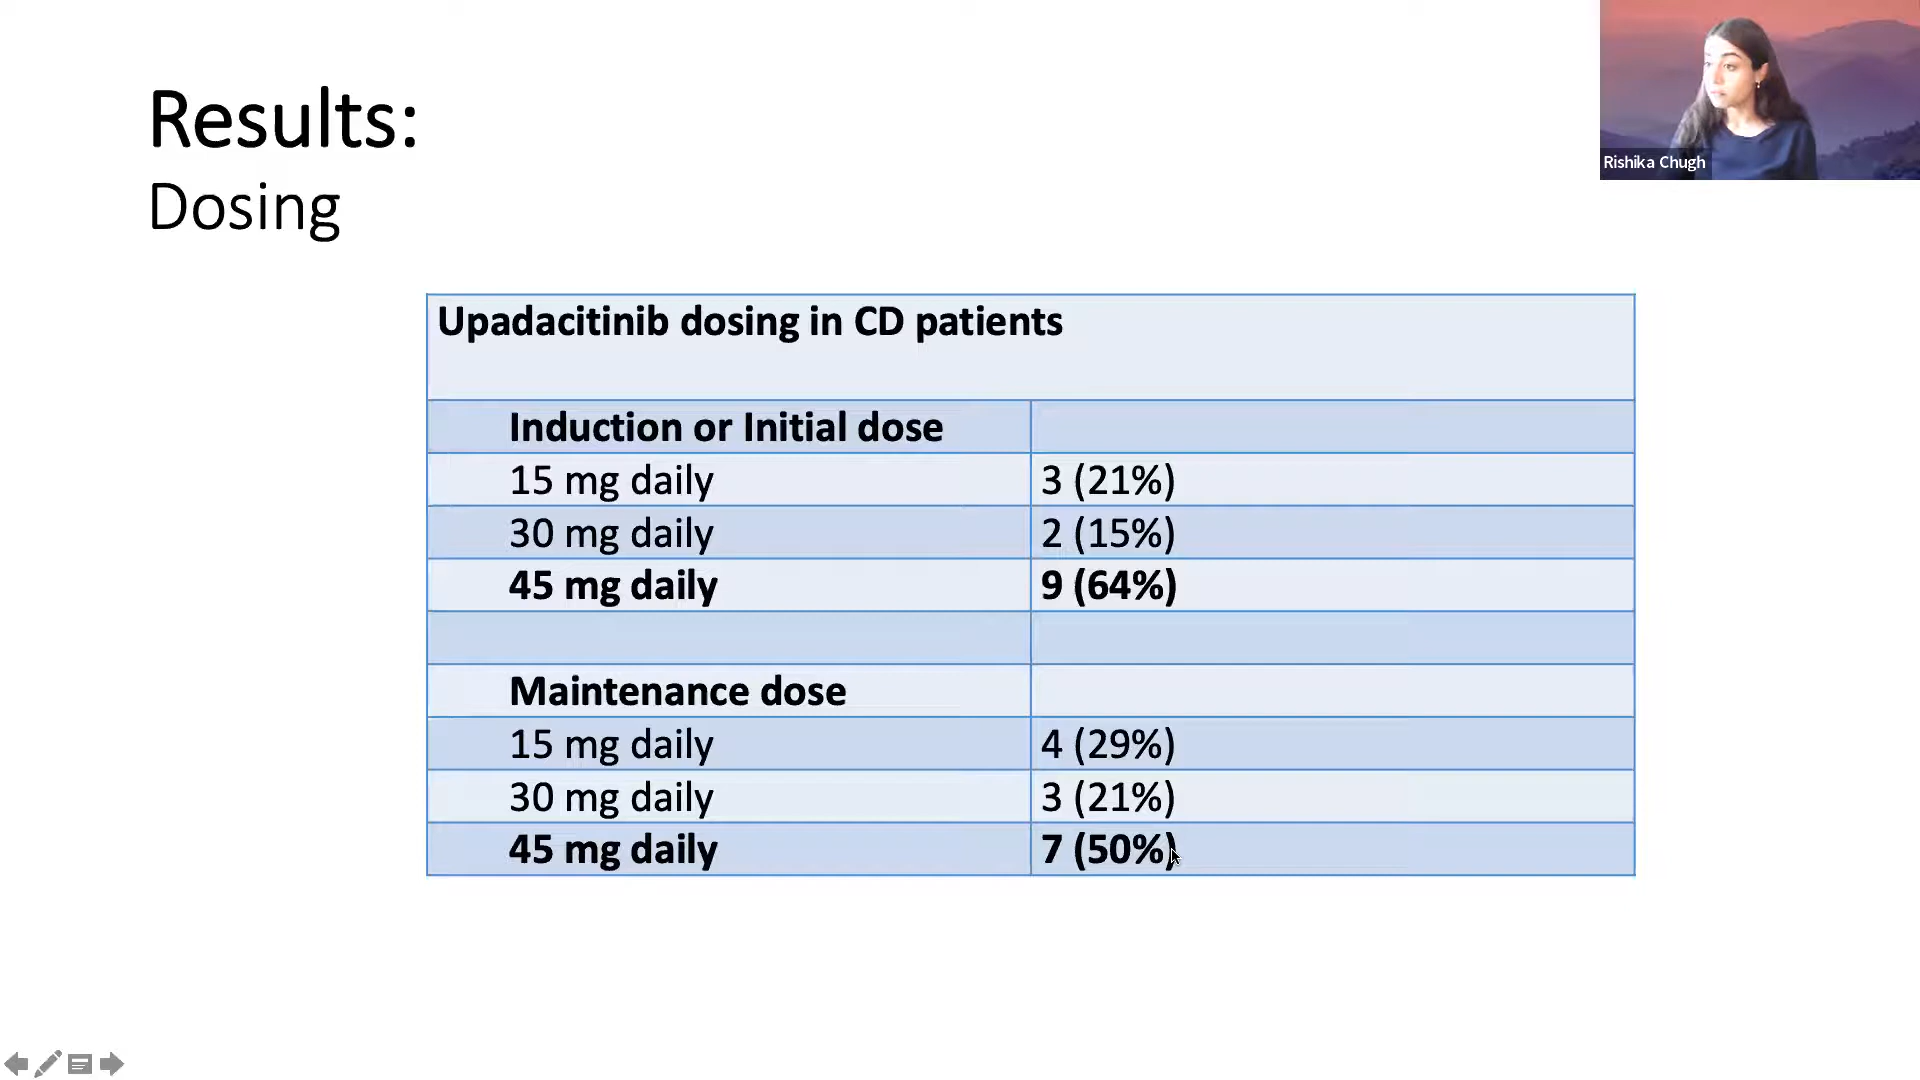 Results:
Dosing
Rishika Chugh
Upadacitinib dosing in CD patients
Induction or Initial dose
15 mg daily 3 (21%)
30 mg daily 2 (15%)
45 mg daily 9 (64%)
Maintenance dose
15 mg daily 4 (29%)
30 mg daily 3 (21%)
45 mg daily 7 (50%)